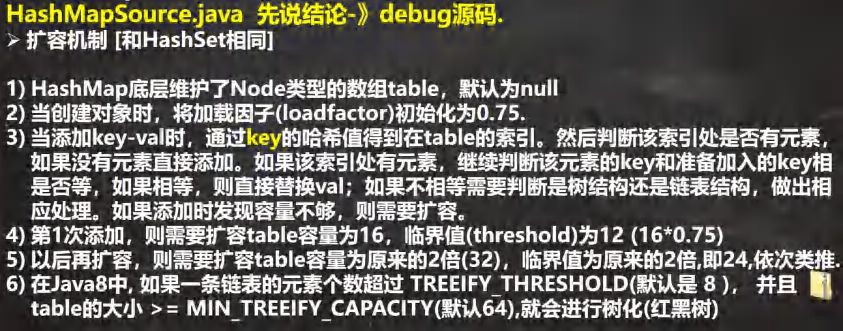 HashMapSource.java 先说结论-》debug源码.
➢ 扩容机制 [和HashSet相同]
1) HashMap底层维护了Node类型的数组table，默认为null
2) 当创建对象时，将加载因子(loadfactor)初始化为0.75.
3) 当添加key-val时，通过key的哈希值得到在table的索引。然后判断该索引处是否有元素，
如果没有元素直接添加。如果该索引处有元素，继续判断该元素的key和准备加入的key相
是否等，如果相等，则直接替换val；如果不相等需要判断是树结构还是链表结构，做出相
应处理。如果添加时发现容量不够，则需要扩容。
4) 第1次添加，则需要扩容table容量为16，临界值(threshold)为12 (16*0.75)
5) 以后再扩容，则需要扩容table容量为原来的2倍(32)，临界值为原来的2倍,即24,依次类推.
6) 在Java8中, 如果一条链表的元素个数超过 TREEIFY_THRESHOLD(默认是 8 )，并且
table的大小 >= MIN_TREEIFY_CAPACITY(默认64),就会进行树化(红黑树)